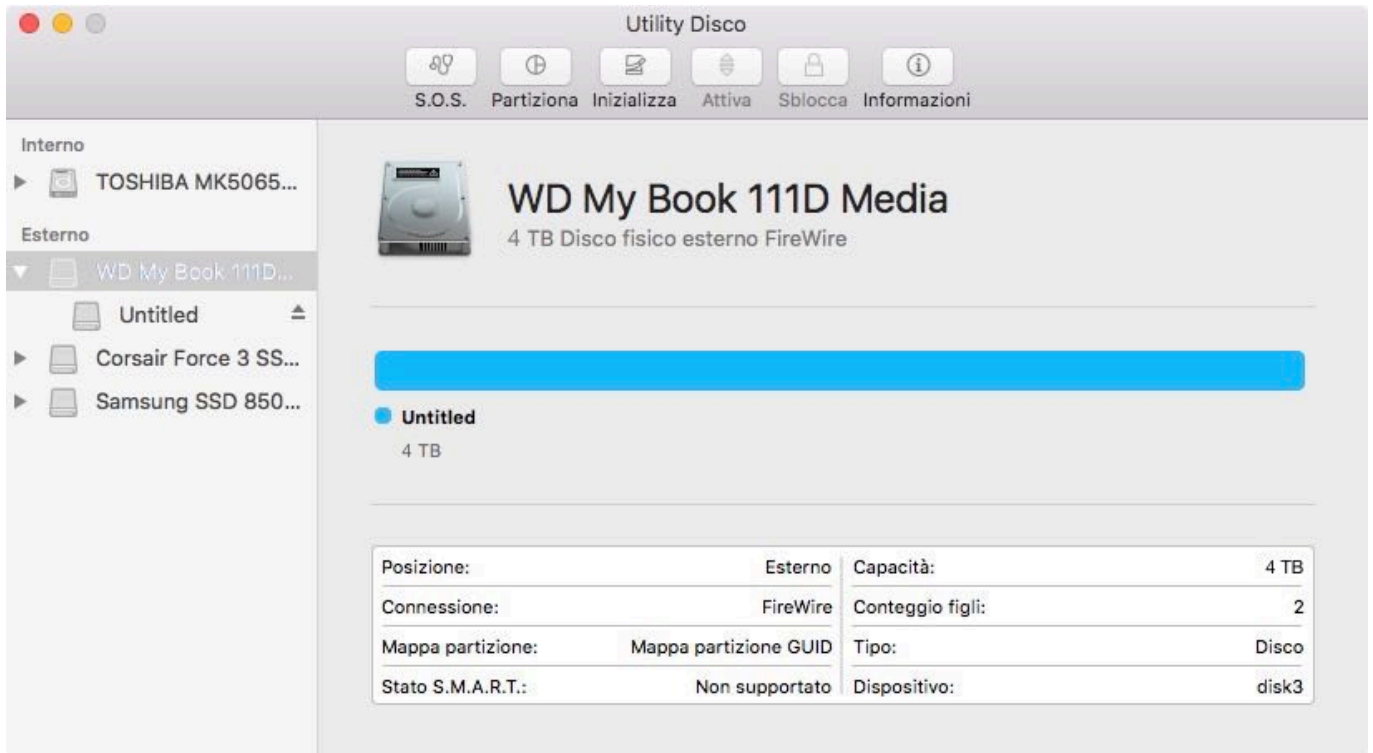 Utility Disco
S.O.S. Partiziona Inizializza Attiva Sblocca Informazioni
Interno
TOSHIBA MK5065...
Esterno
WD My Book 111D...
Untitled
Corsair Force 3 SS...
Samsung SSD 850...
WD My Book 111D Media
4 TB Disco fisico esterno FireWire
Untitled
4 TB
Posizione: Esterno Capacità: 4 TB
Connessione: FireWire Conteggio figli: 2
Mappa partizione: Mappa partizione GUID Tipo: Disco
Stato S.M.A.R.T.: Non supportato Dispositivo: disk3